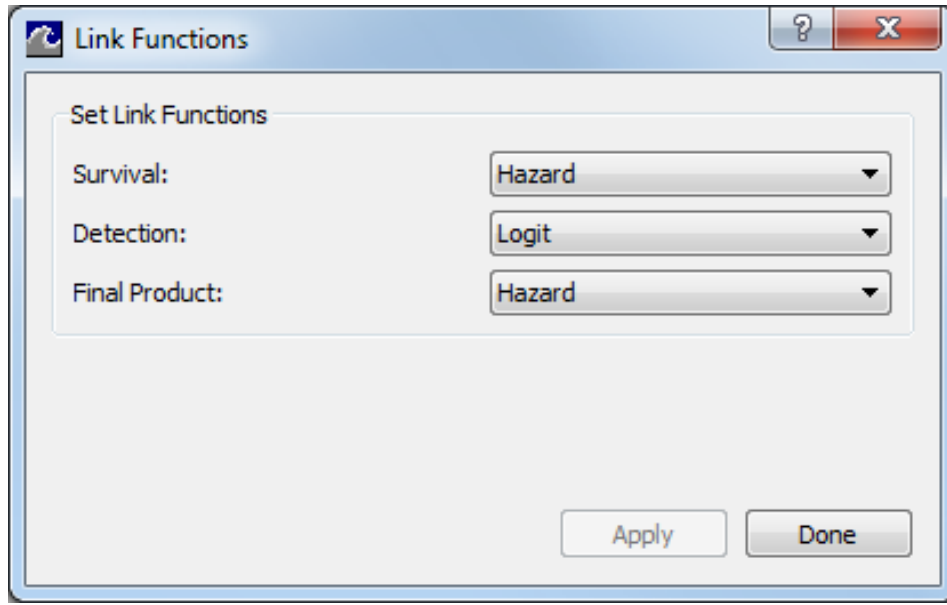 Link Functions
Set Link Functions
Survival: Hazard
Detection: Logit
Final Product: Hazard
Apply Done